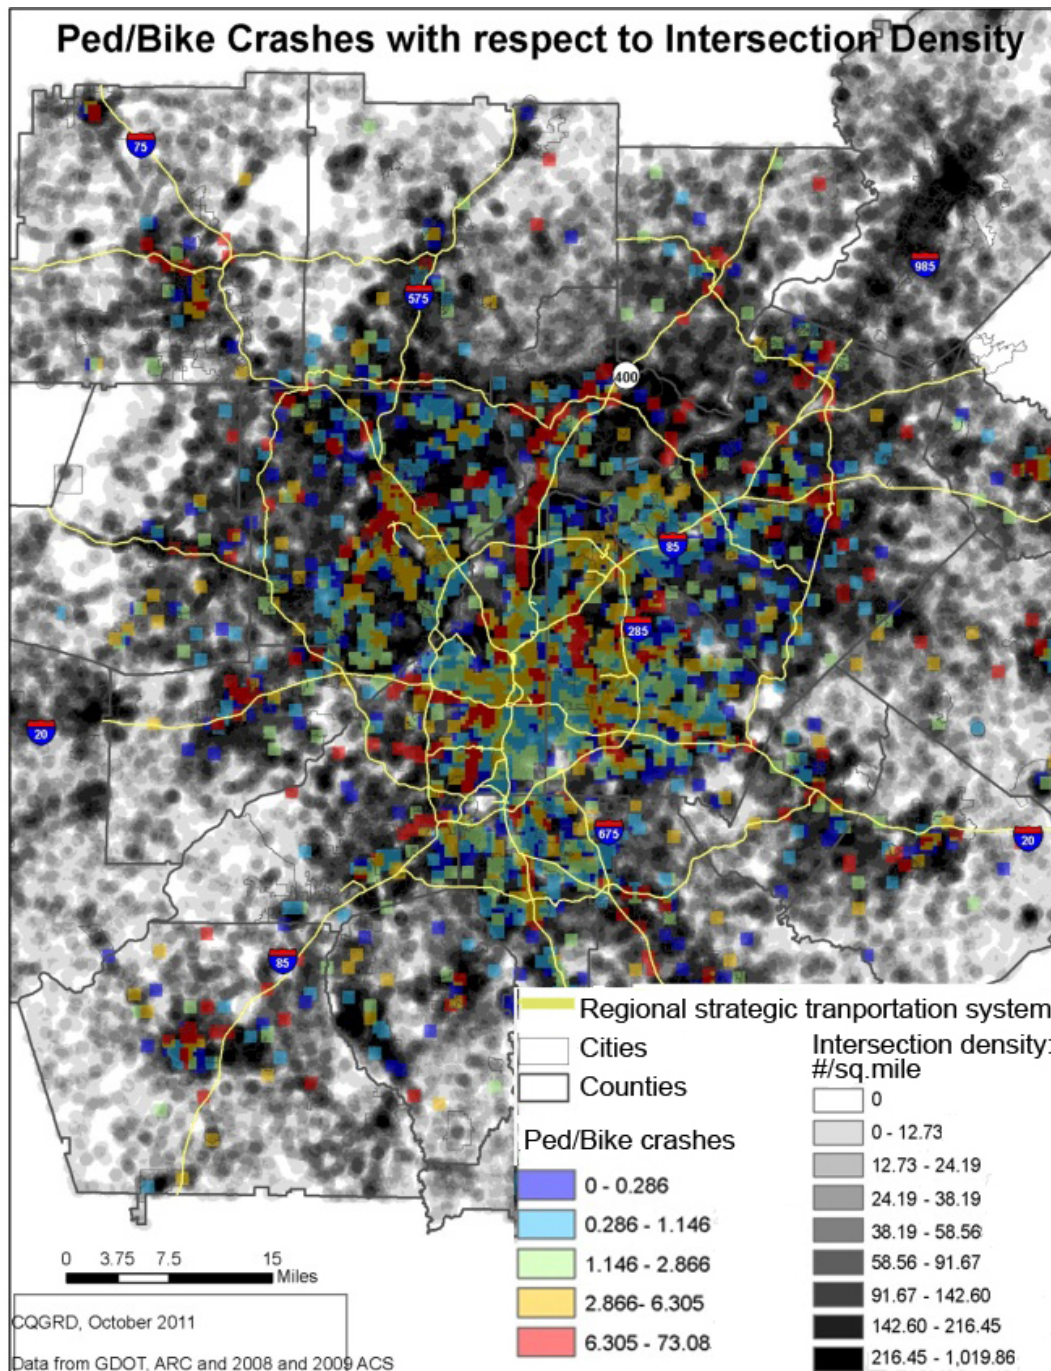 Ped/Bike Crashes with respect to Intersection Density
75
985
575
400
85
285
20
675
20
85
Regional strategic tranportation system
Cities
Counties
Ped/Bike crashes
0 - 0.286
0.286 - 1.146
1.146 - 2.866
2.866- 6.305
6.305 - 73.08
Intersection density:
#/sq.mile
0
0 - 12.73
12.73 - 24.19
24.19 - 38.19
38.19 - 58.56
58.56 - 91.67
91.67 - 142.60
142.60 - 216.45
216.45 - 1,019.86
0 3.75 7.5 15
Miles
CQGRD, October 2011
Data from GDOT, ARC and 2008 and 2009 ACS